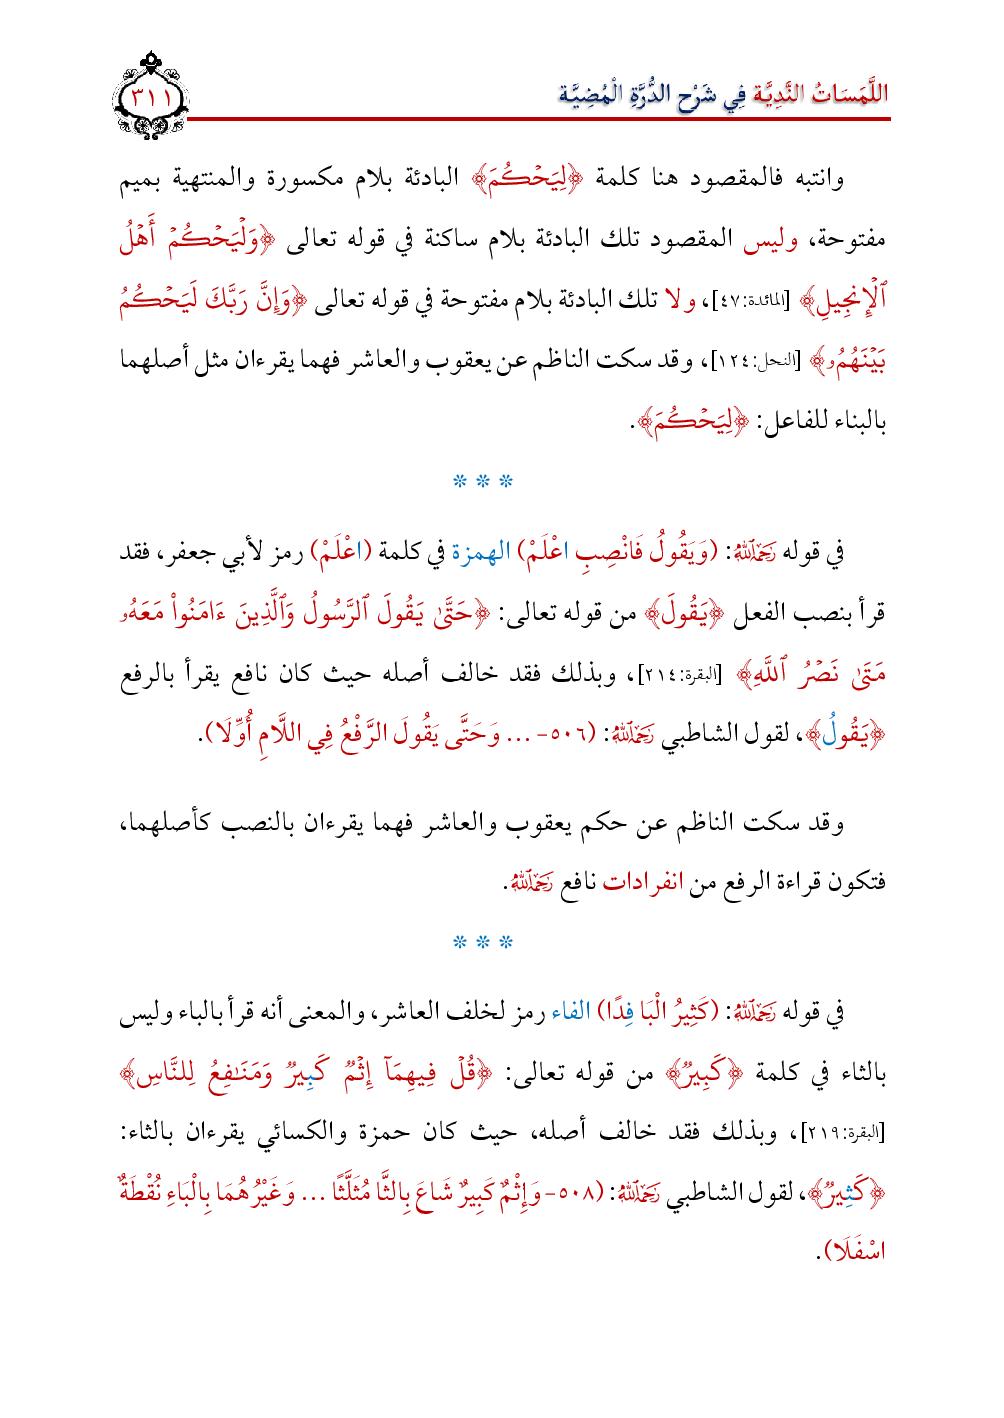 اللَّمَسَاتُ النَّدِيَّة فِي شَرْحِ الدُّرَّةِ الْمُضِيَّة
٣١١
وانتبه فالمقصود هنا كلمة ﴿لِيَحْكُمَ﴾ البادئة بلام مكسورة والمنتهية بميم
مفتوحة، وليس المقصود تلك البادئة بلام ساكنة في قوله تعالى ﴿وَلْيَحْكُمْ أَهْلُ
ٱلْإِنجِيلِ﴾ [المائدة:٤٧]، ولا تلك البادئة بلام مفتوحة في قوله تعالى ﴿وَإِنَّ رَبَّكَ لَيَحْكُمُ
بَيْنَهُمُۥ﴾ [النحل:١٢٤]، وقد سكت الناظم عن يعقوب والعاشر فهما يقرءان مثل أصلهما
بالبناء للفاعل: ﴿لِيَحْكُمَ﴾.
* * *
في قوله رَحِمَهُ اللَّهُ: (وَيَقُولُ فَانْصِبِ اعْلَمْ) الهمزة في كلمة (اعْلَمْ) رمز لأبي جعفر، فقد
قرأ بنصب الفعل ﴿يَقُولَ﴾ من قوله تعالى: ﴿حَتَّىٰ يَقُولَ ٱلرَّسُولُ وَٱلَّذِينَ ءَامَنُواْ مَعَهُۥ
مَتَىٰ نَصْرُ ٱللَّهِ﴾ [البقرة:٢١٤]، وبذلك فقد خالف أصله حيث كان نافع يقرأ بالرفع
﴿يَقُولُ﴾، لقول الشاطبي رَحِمَهُ اللَّهُ: (٥٠٦- ... وَحَتَّى يَقُولَ الرَّفْعُ فِي اللَّامِ أُوِّلَا).
وقد سكت الناظم عن حكم يعقوب والعاشر فهما يقرءان بالنصب كأصلهما،
فتكون قراءة الرفع من انفرادات نافع رَحِمَهُ اللَّهُ.
* * *
في قوله رَحِمَهُ اللَّهُ: (كَثِيرُ الْبَا فِدًا) الفاء رمز لخلف العاشر، والمعنى أنه قرأ بالباء وليس
بالثاء في كلمة ﴿كَبِيرٌ﴾ من قوله تعالى: ﴿قُلْ فِيهِمَآ إِثْمٌ كَبِيرٌ وَمَنَٰفِعُ لِلنَّاسِ﴾
[البقرة:٢١٩]، وبذلك فقد خالف أصله، حيث كان حمزة والكسائي يقرءان بالثاء:
﴿كَثِيرٌ﴾، لقول الشاطبي رَحِمَهُ اللَّهُ: (٥٠٨- وَإِثْمٌ كَبِيرٌ شَاعَ بِالثَّا مُثَلَّثًا ... وَغَيْرُهُمَا بِالْبَاءِ نُقْطَةٌ
اسْفَلَا).